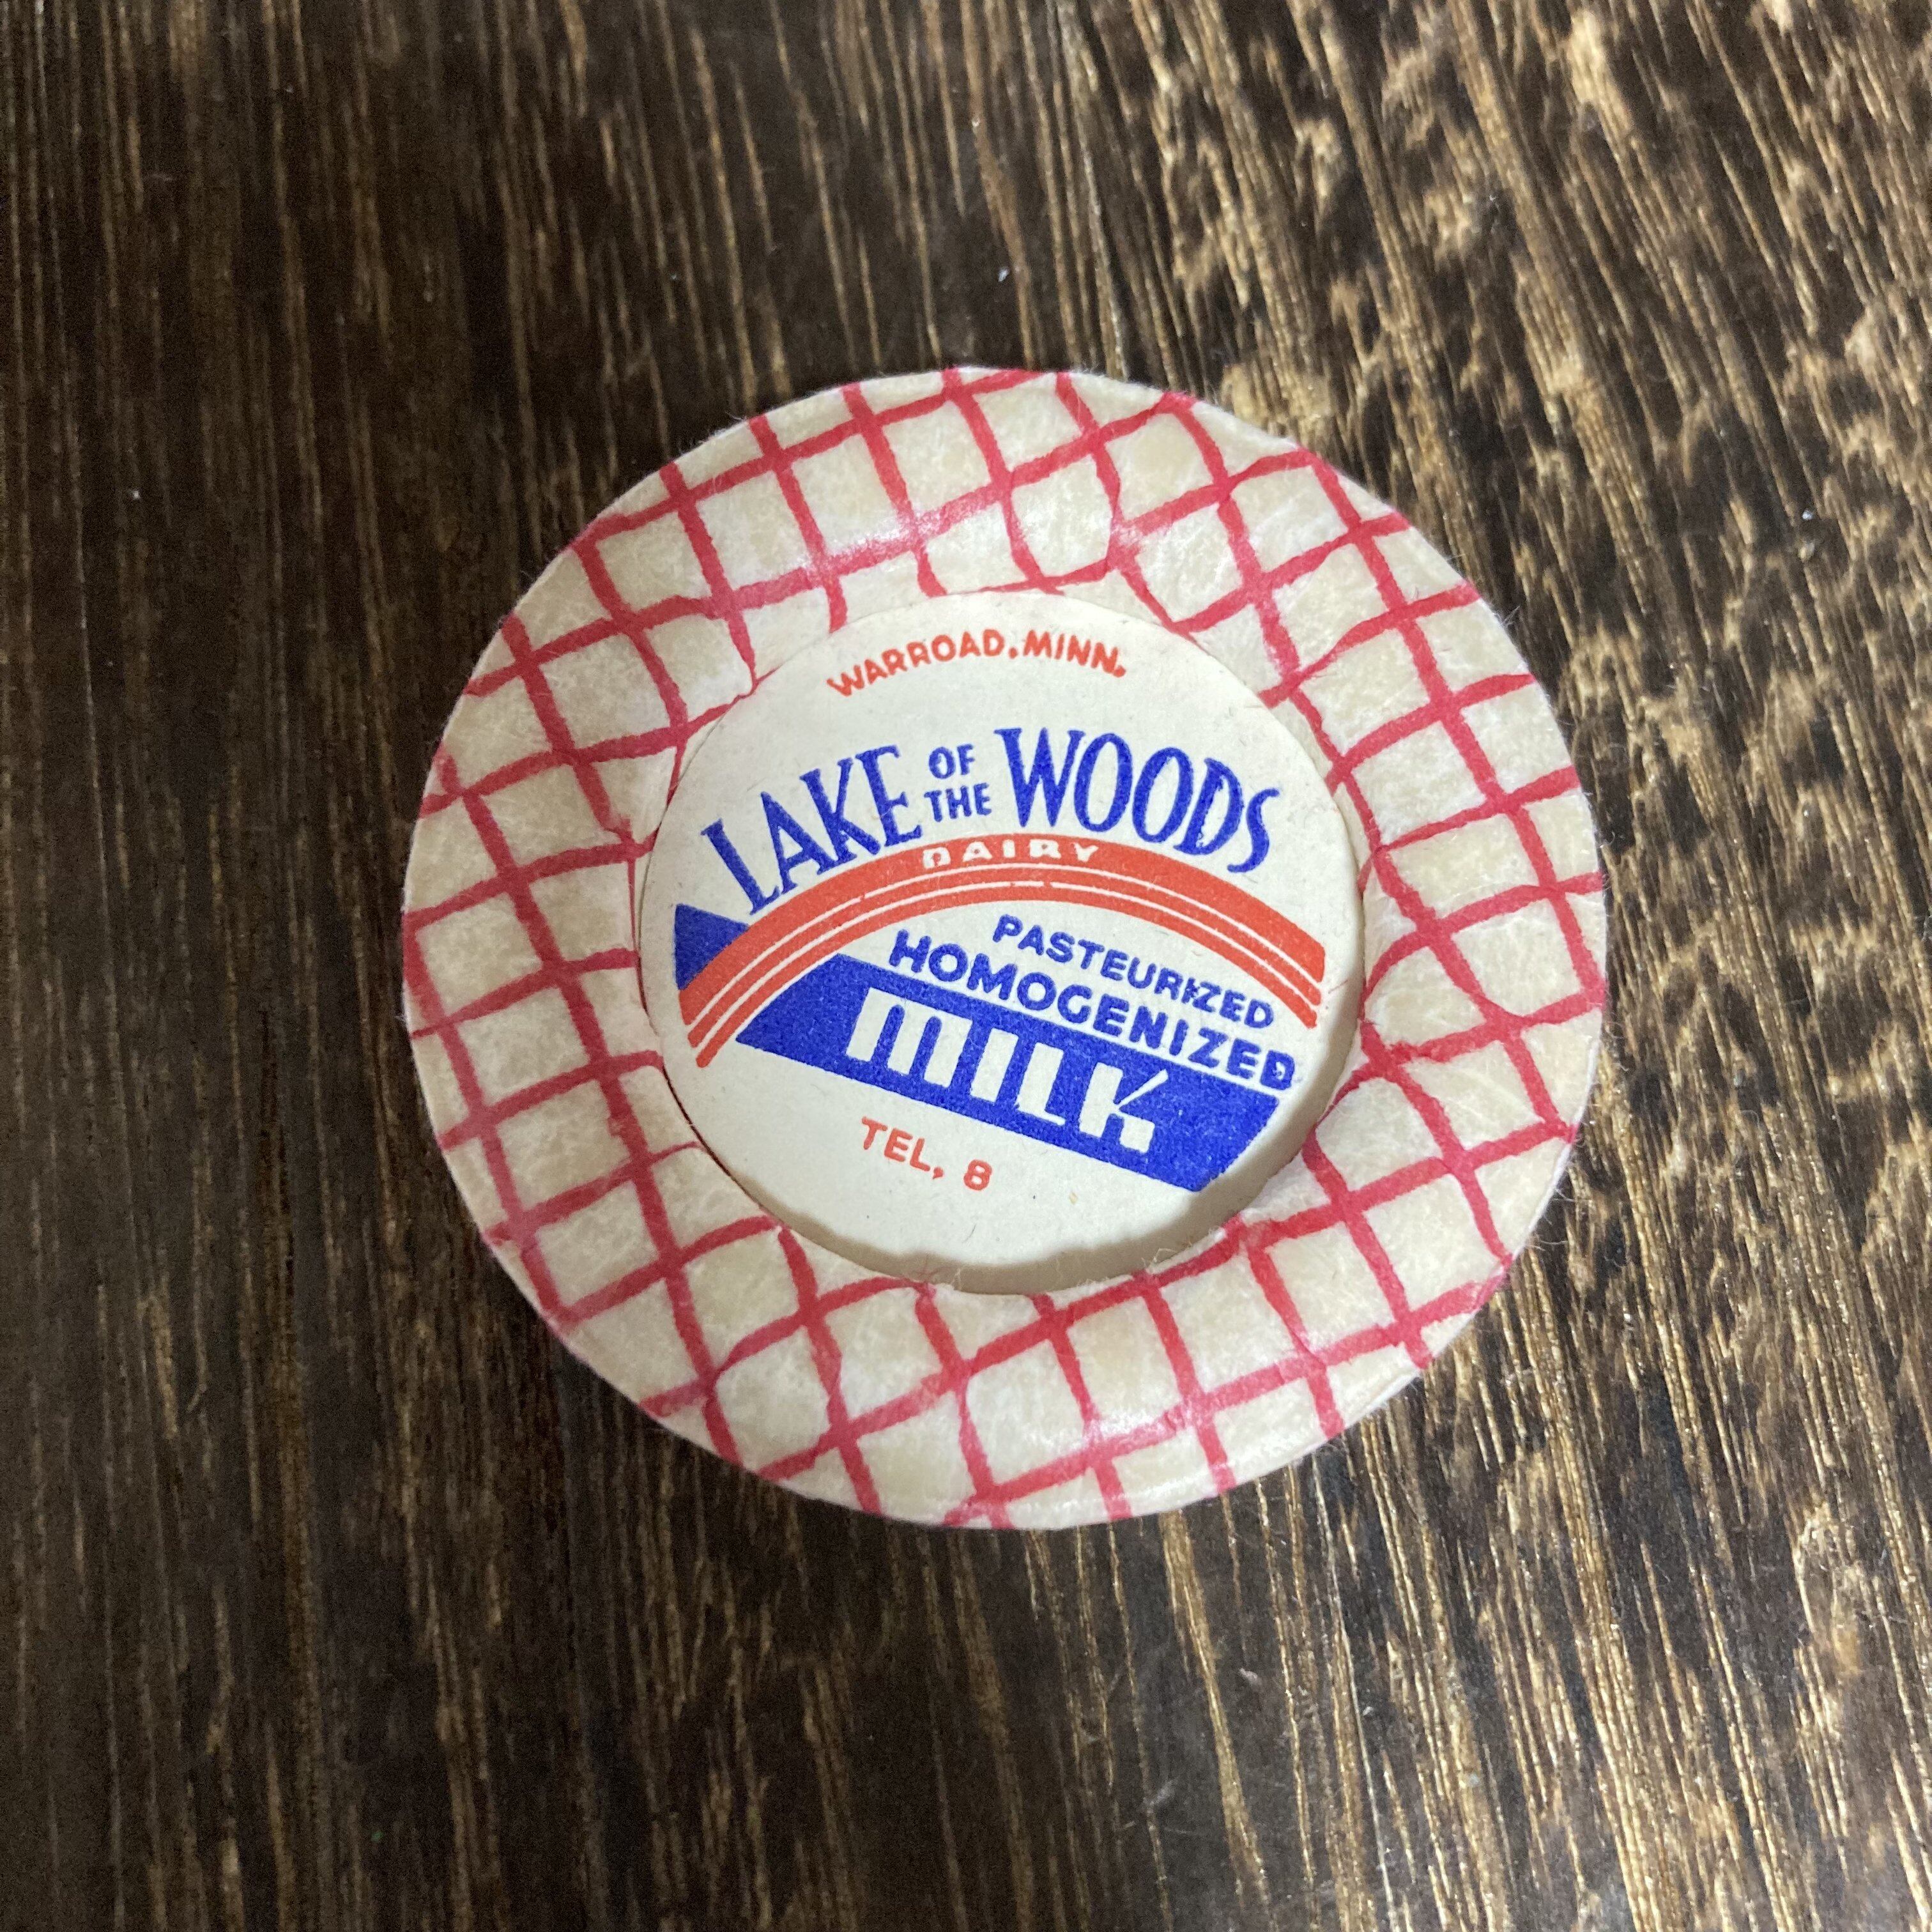 WARROAD, MINN.
LAKE OF THE WOODS
DAIRY
PASTEURIZED
HOMOGENIZED
MILK
TEL, 8